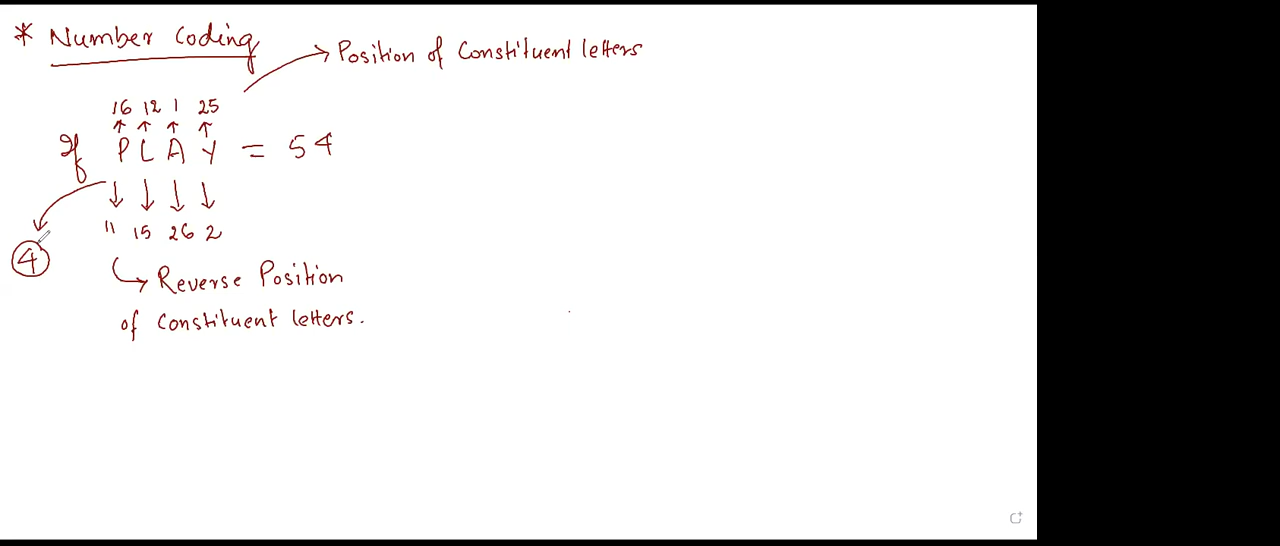 * Number Coding
→ Position of Constituent letters
16 12 1 25
↑ ↑ ↑ ↑
If PLAY = 54
↓ ↓ ↓ ↓
11 15 26 2
4
↳ Reverse Position
of Constituent letters.